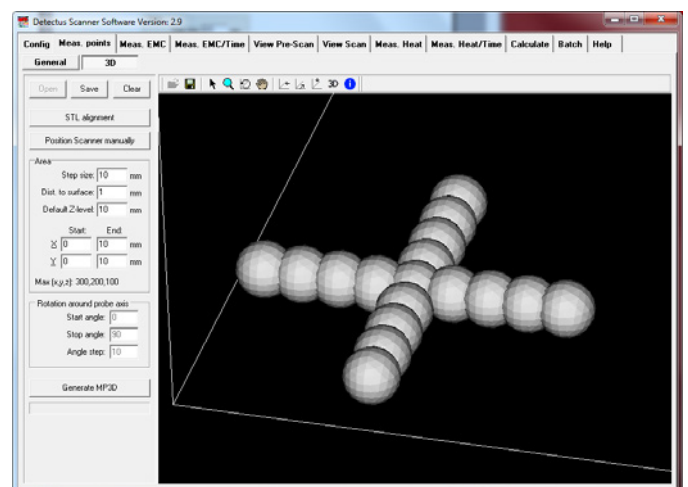 Detectus Scanner Software Version: 2.9
Config Meas. points Meas. EMC Meas. EMC/Time View Pre-Scan View Scan Meas. Heat Meas. Heat/Time Calculate Batch Help
General 3D
Open Save Clear 3D
STL alignment
Position Scanner manually
Area
Step size: 10 mm
Dist. to surface: 1 mm
Default Z-level: 10 mm
Start: End:
X 0 10 mm
Y 0 10 mm
Max (x,y,z): 300,200,100
Rotation around probe axis
Start angle: 0
Stop angle: 90
Angle step: 10
Generate MP3D